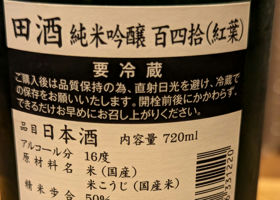 田酒 純米吟醸 百四拾(紅葉)
要冷蔵
ご購入後は品質保持の為、直射日光を避け、冷蔵で
の保存をお願いいたします。開栓前後にかかわらず、
できるだけお早めにお召し上がりください。
品目 日本酒 内容量 720ml
アルコール分 16度
原材料名 米(国産)
米こうじ(国産米)
精米歩合 50%